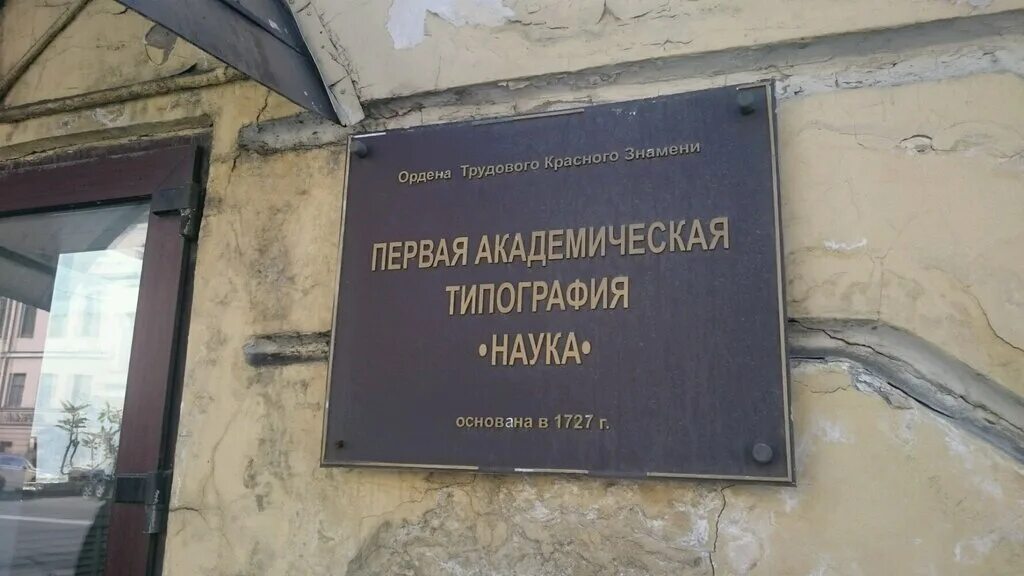 Ордена Трудового Красного Знамени
ПЕРВАЯ АКАДЕМИЧЕСКАЯ
ТИПОГРАФИЯ
•НАУКА•
основана в 1727 г.